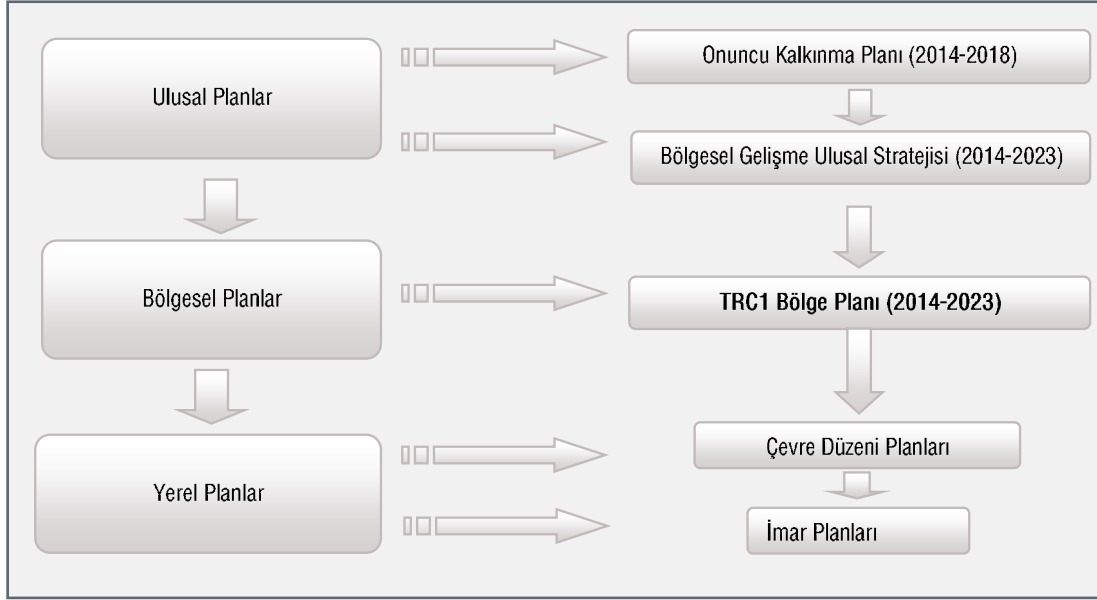 Ulusal Planlar
Onuncu Kalkınma Planı (2014-2018)
Bölgesel Gelişme Ulusal Stratejisi (2014-2023)
Bölgesel Planlar
TRC1 Bölge Planı (2014-2023)
Yerel Planlar
Çevre Düzeni Planları
İmar Planları